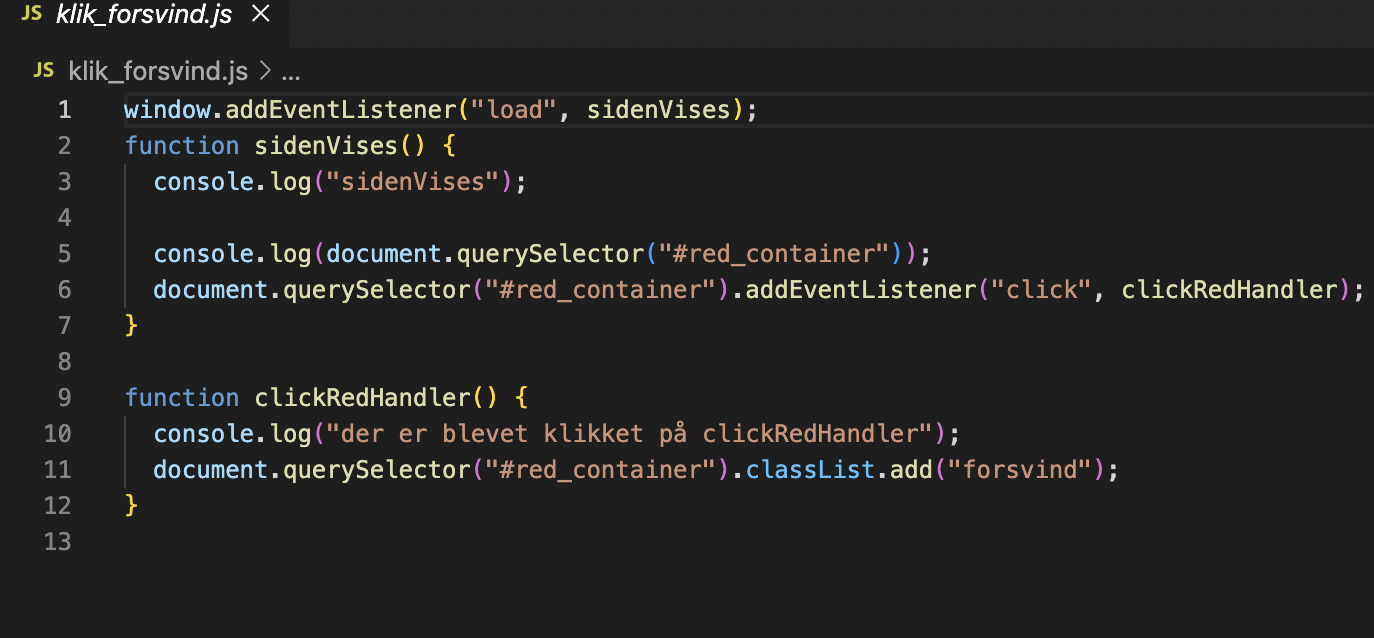 JS klik_forsvind.js ×
JS klik_forsvind.js > ...
1 window.addEventListener("load", sidenVises);
2 function sidenVises() {
3   console.log("sidenVises");
4
5   console.log(document.querySelector("#red_container"));
6   document.querySelector("#red_container").addEventListener("click", clickRedHandler);
7 }
8
9 function clickRedHandler() {
10   console.log("der er blevet klikket på clickRedHandler");
11   document.querySelector("#red_container").classList.add("forsvind");
12 }
13